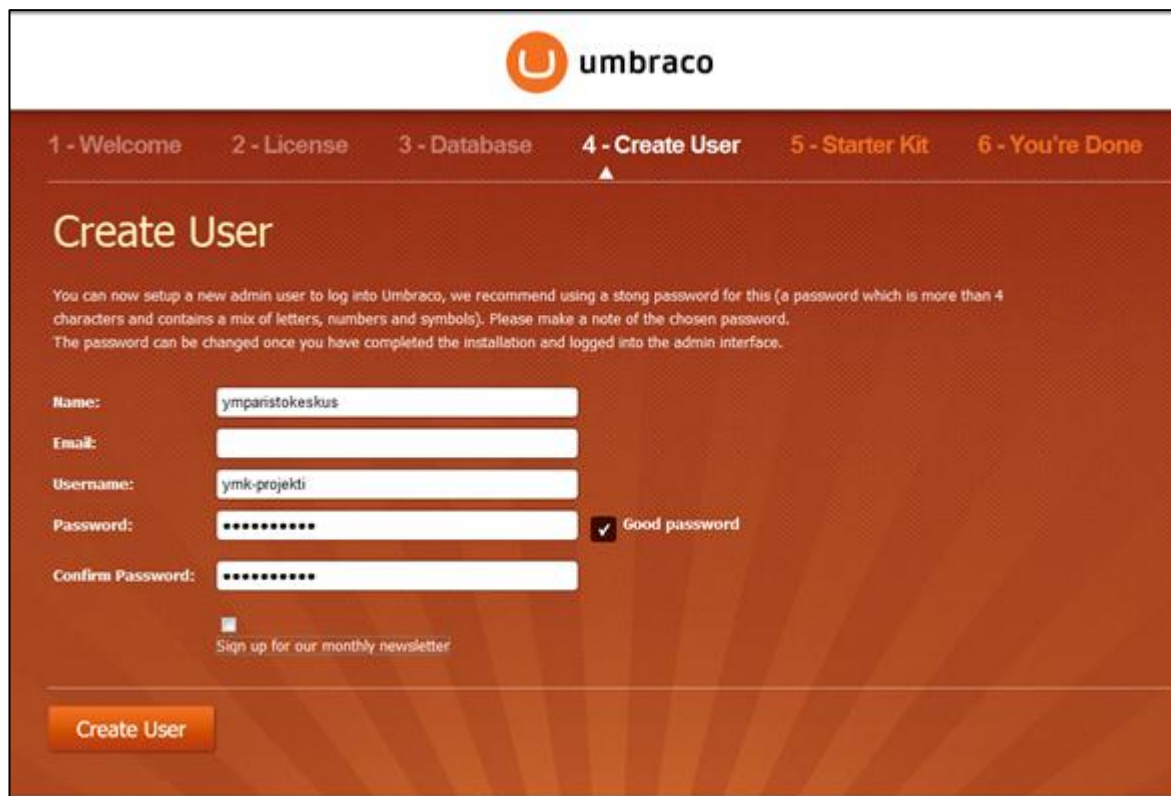 umbraco
1 - Welcome 2 - License 3 - Database 4 - Create User 5 - Starter Kit 6 - You're Done
Create User
You can now setup a new admin user to log into Umbraco, we recommend using a stong password for this (a password which is more than 4
characters and contains a mix of letters, numbers and symbols). Please make a note of the chosen password.
The password can be changed once you have completed the installation and logged into the admin interface.
Name: ymparistokeskus
Email:
Username: ymk-projekti
Password: •••••••••• Good password
Confirm Password: ••••••••••
Sign up for our monthly newsletter
Create User